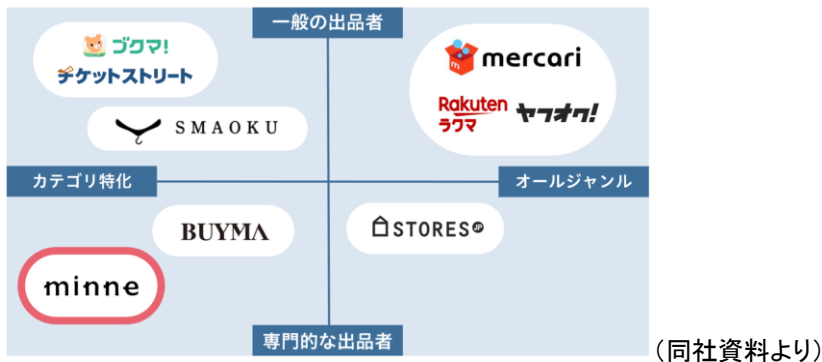 一般の出品者
ブクマ!
チケットストリート
SMAOKU
mercari
Rakuten
ラクマ
ヤフオク!
カテゴリ特化
オールジャンル
BUYMA
STORES.JP
minne
専門的な出品者
(同社資料より)